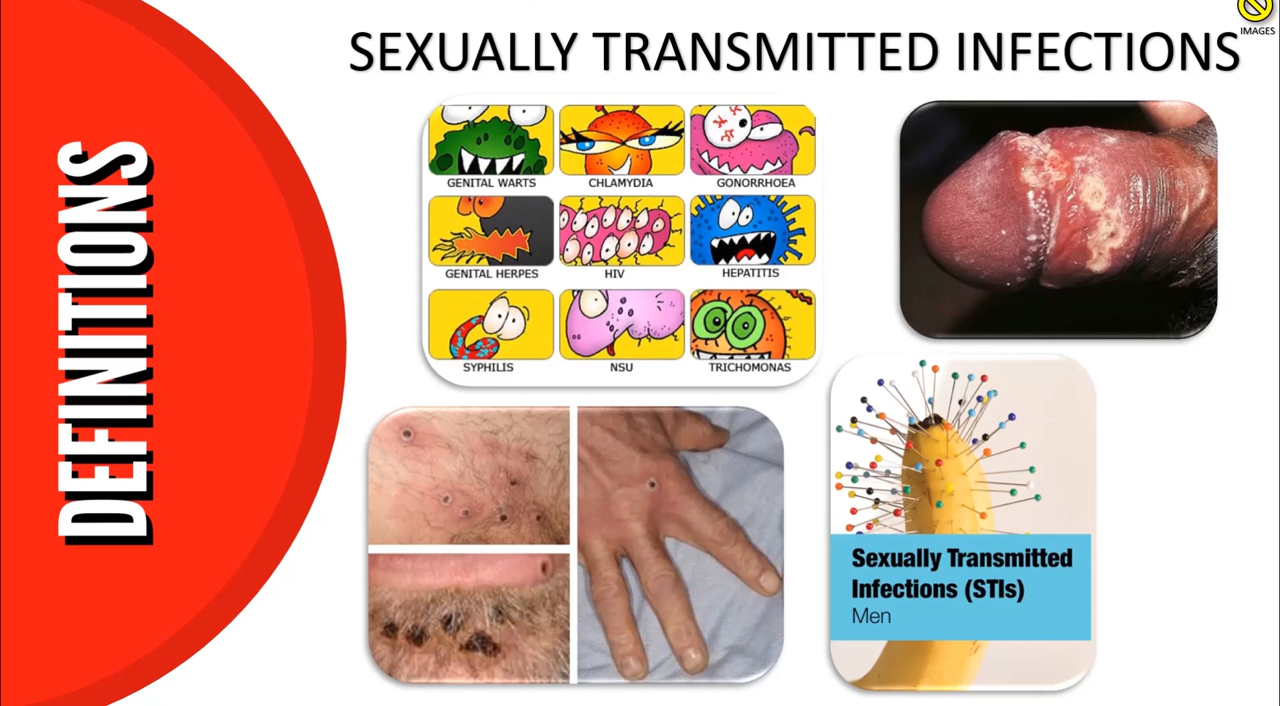 SEXUALLY TRANSMITTED INFECTIONS
IMAGES
DEFINITIONS
GENITAL WARTS
CHLAMYDIA
GONORRHOEA
GENITAL HERPES
HIV
HEPATITIS
SYPHILIS
NSU
TRICHOMONAS
Sexually Transmitted
Infections (STIs)
Men